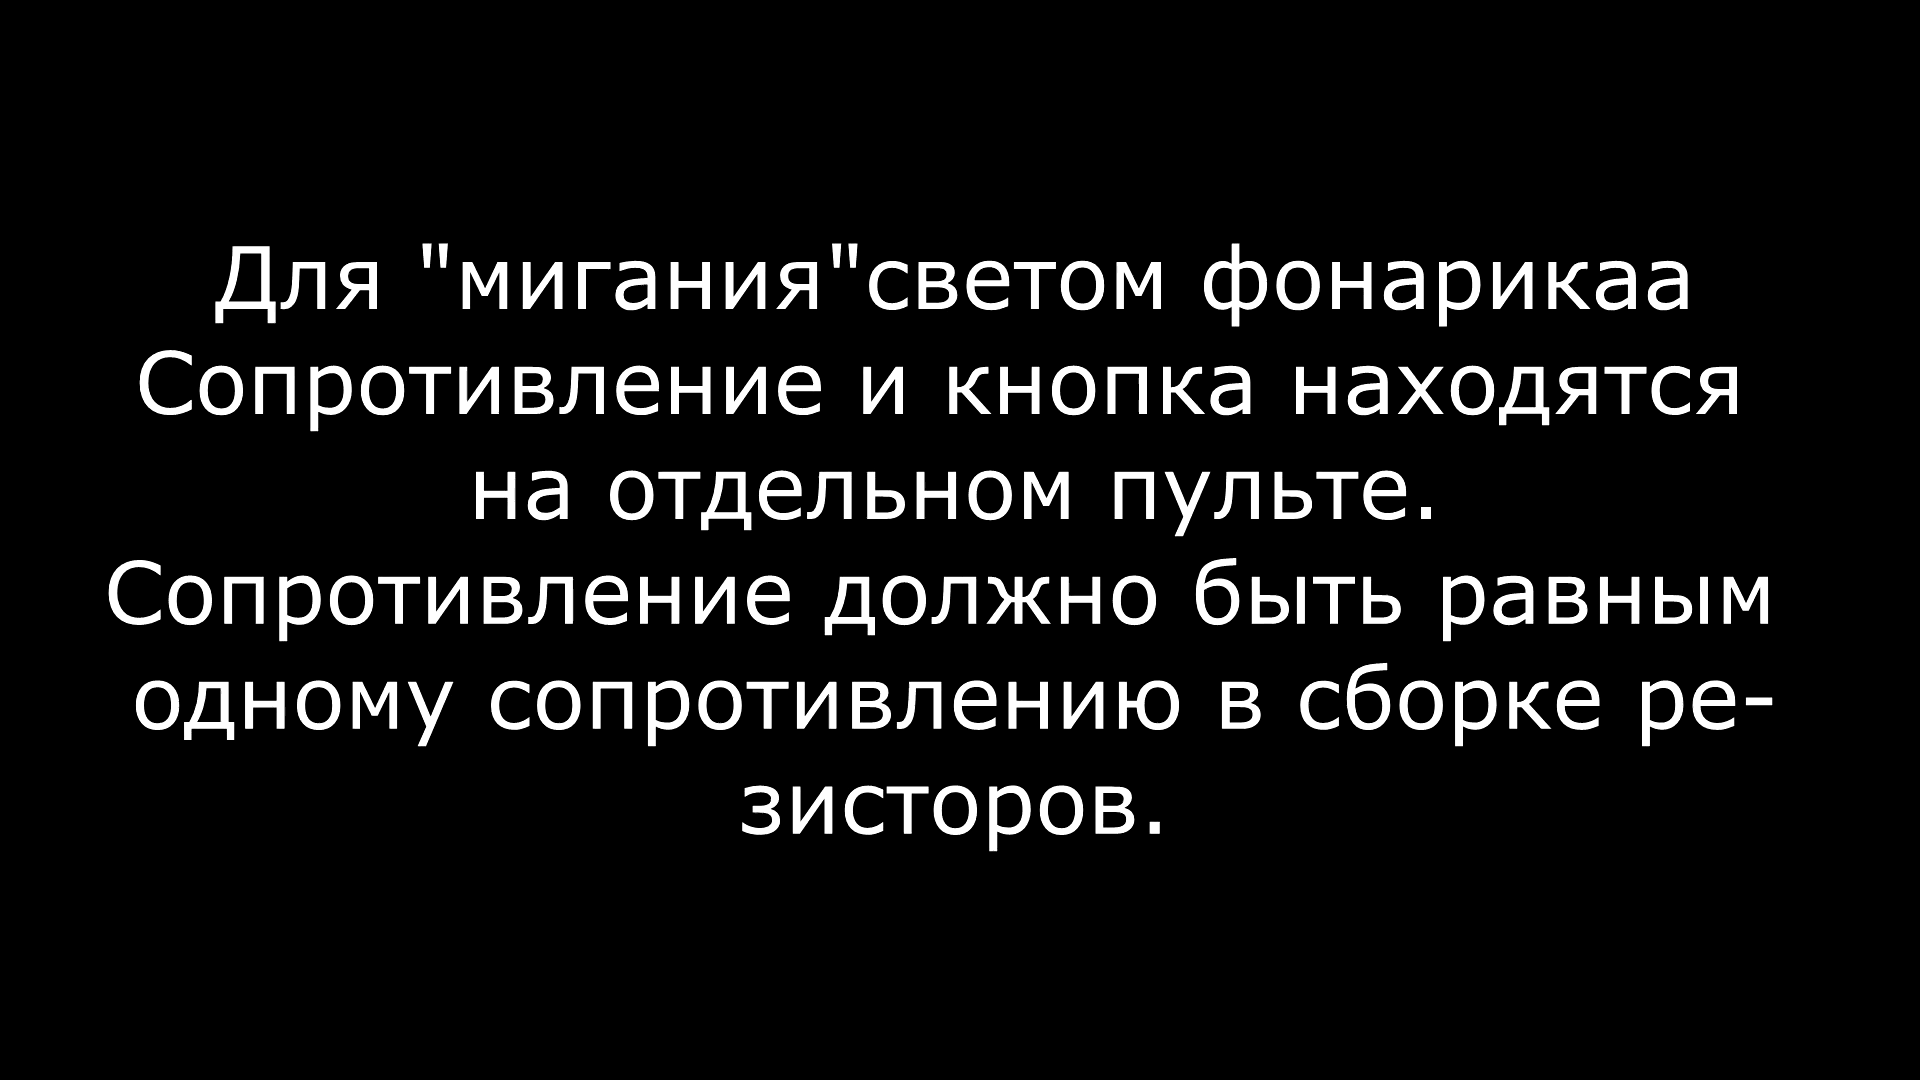 Для "мигания"светом фонарикаа
Сопротивление и кнопка находятся
на отдельном пульте.
Сопротивление должно быть равным
одному сопротивлению в сборке ре-
зисторов.